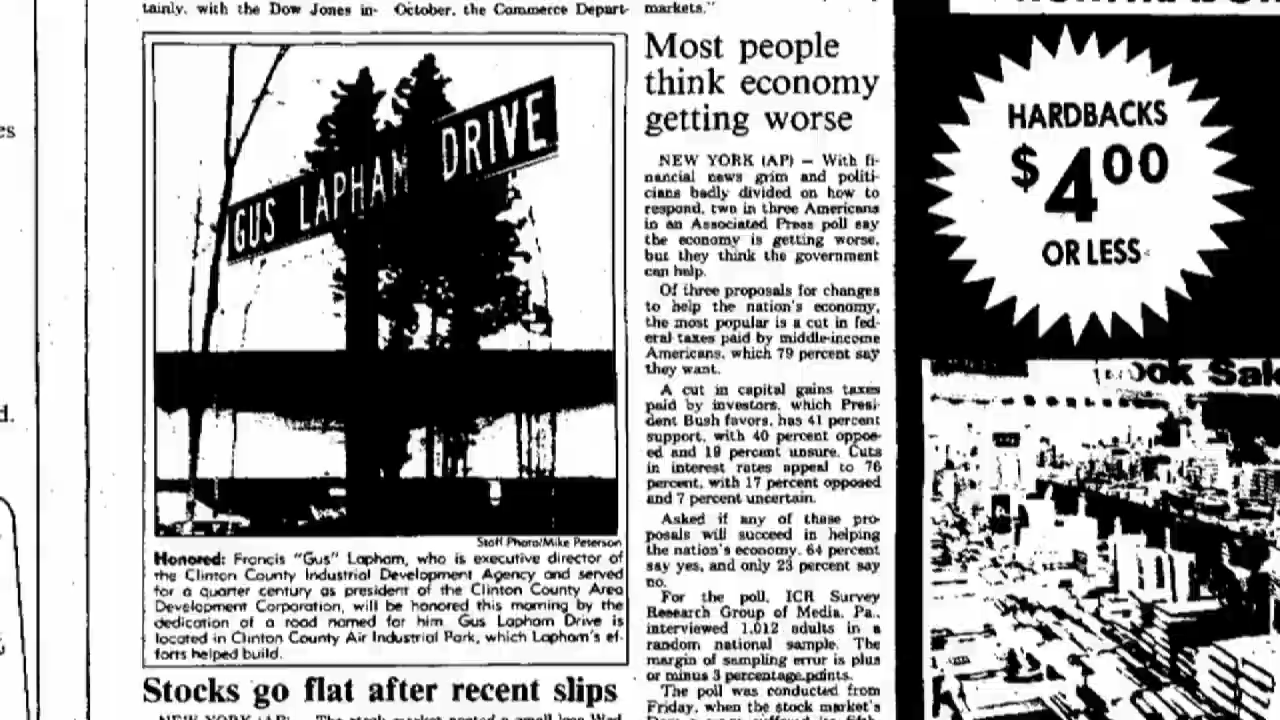 tainly, with the Dow Jones in-
October, the Commerce Depart-
markets."
GUS LAPHAM DRIVE
Staff Photo/Mike Peterson
Honored: Francis "Gus" Lapham, who is executive director of
the Clinton County Industrial Development Agency and served
for a quarter century as president of the Clinton County Area
Development Corporation, will be honored this morning by the
dedication of a road named for him. Gus Lapham Drive is
located in Clinton County Air Industrial Park, which Lapham's ef-
forts helped build.
Stocks go flat after recent slips
Most people
think economy
getting worse
NEW YORK (AP) — With fi-
nancial news grim and politi-
cians badly divided on how to
respond, two in three Americans
in an Associated Press poll say
the economy is getting worse,
but they think the government
can help.
Of three proposals for changes
to help the nation's economy,
the most popular is a cut in fed-
eral taxes paid by middle-income
Americans, which 79 percent say
they want.
A cut in capital gains taxes
paid by investors, which Presi-
dent Bush favors, has 41 percent
support, with 40 percent oppos-
ed and 19 percent unsure. Cuts
in interest rates appeal to 76
percent, with 17 percent opposed
and 7 percent uncertain.
Asked if any of these pro-
posals will succeed in helping
the nation's economy, 64 percent
say yes, and only 23 percent say
no.
For the poll, ICR Survey
Research Group of Media, Pa.,
interviewed 1,012 adults in a
random national sample. The
margin of sampling error is plus
or minus 3 percentage points.
The poll was conducted from
Friday, when the stock market's
HARDBACKS
$4.00
OR LESS